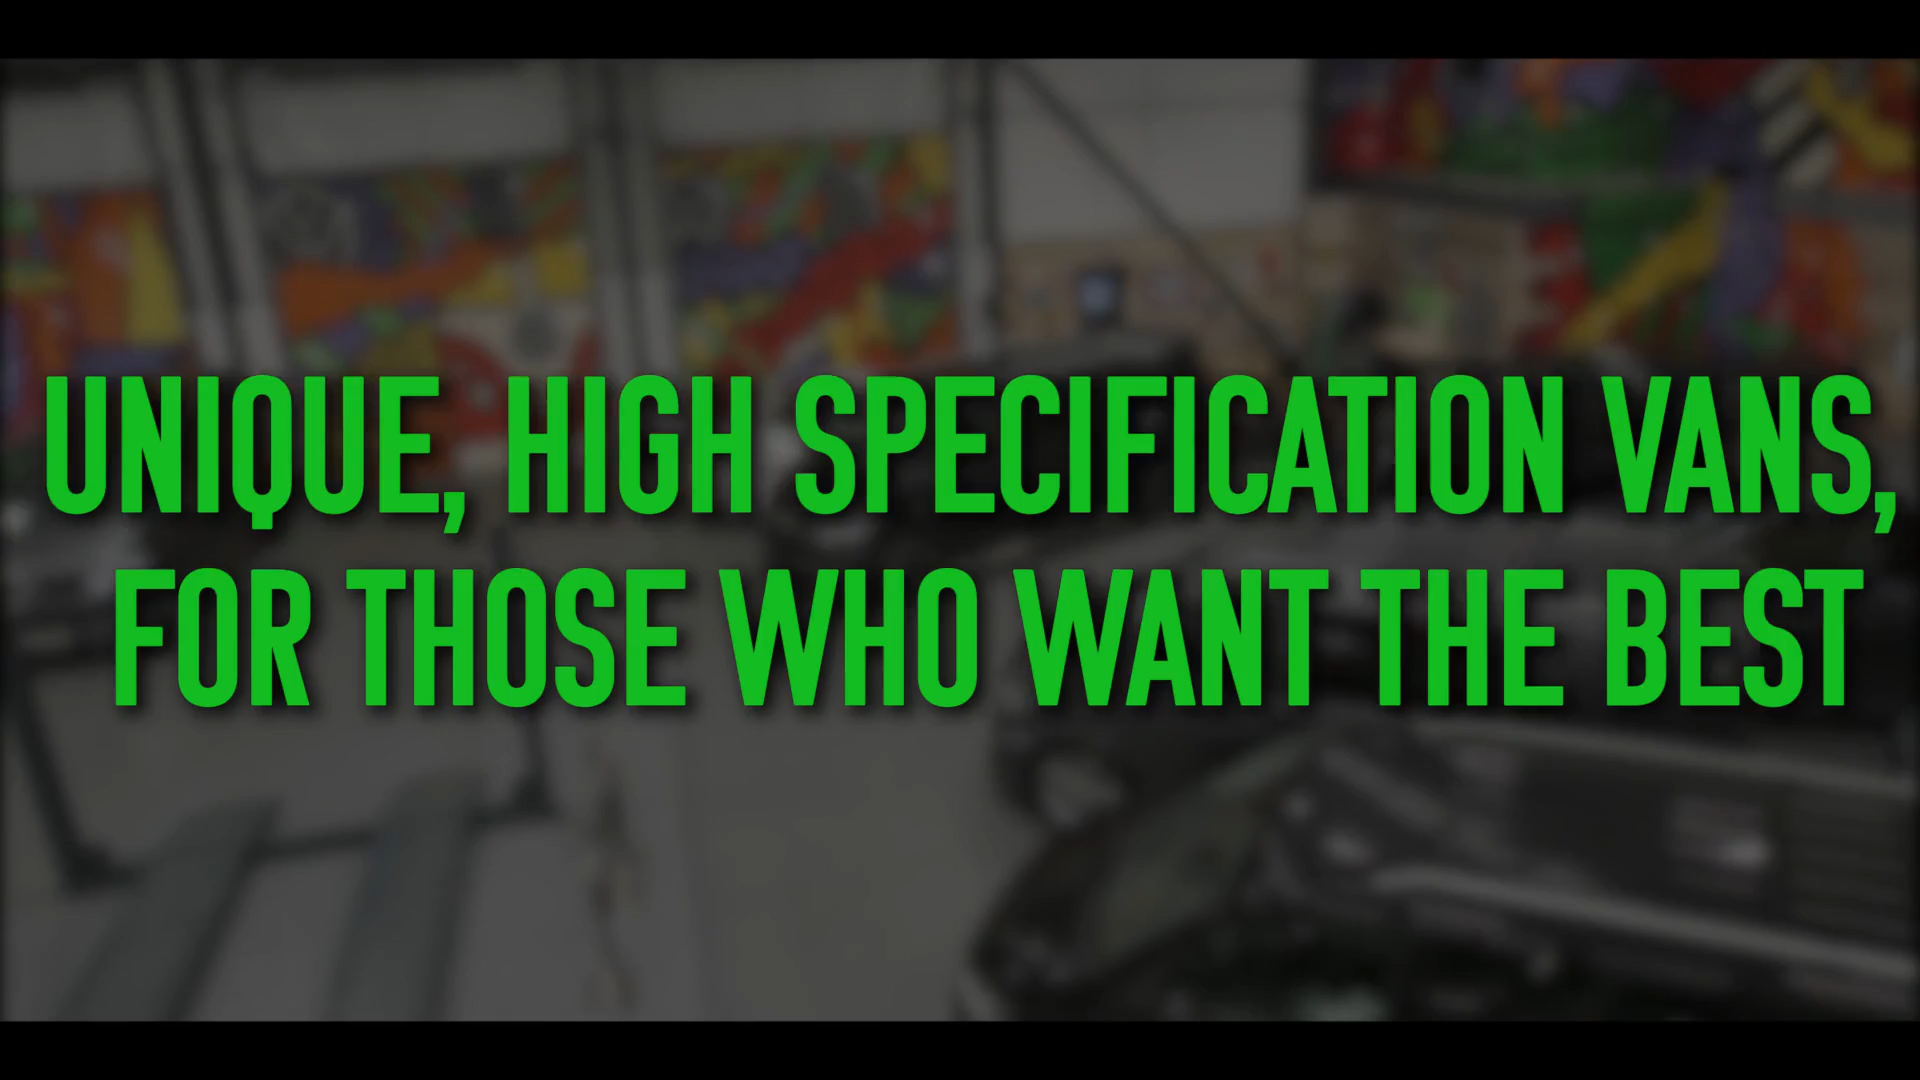 UNIQUE, HIGH SPECIFICATION VANS,
FOR THOSE WHO WANT THE BEST